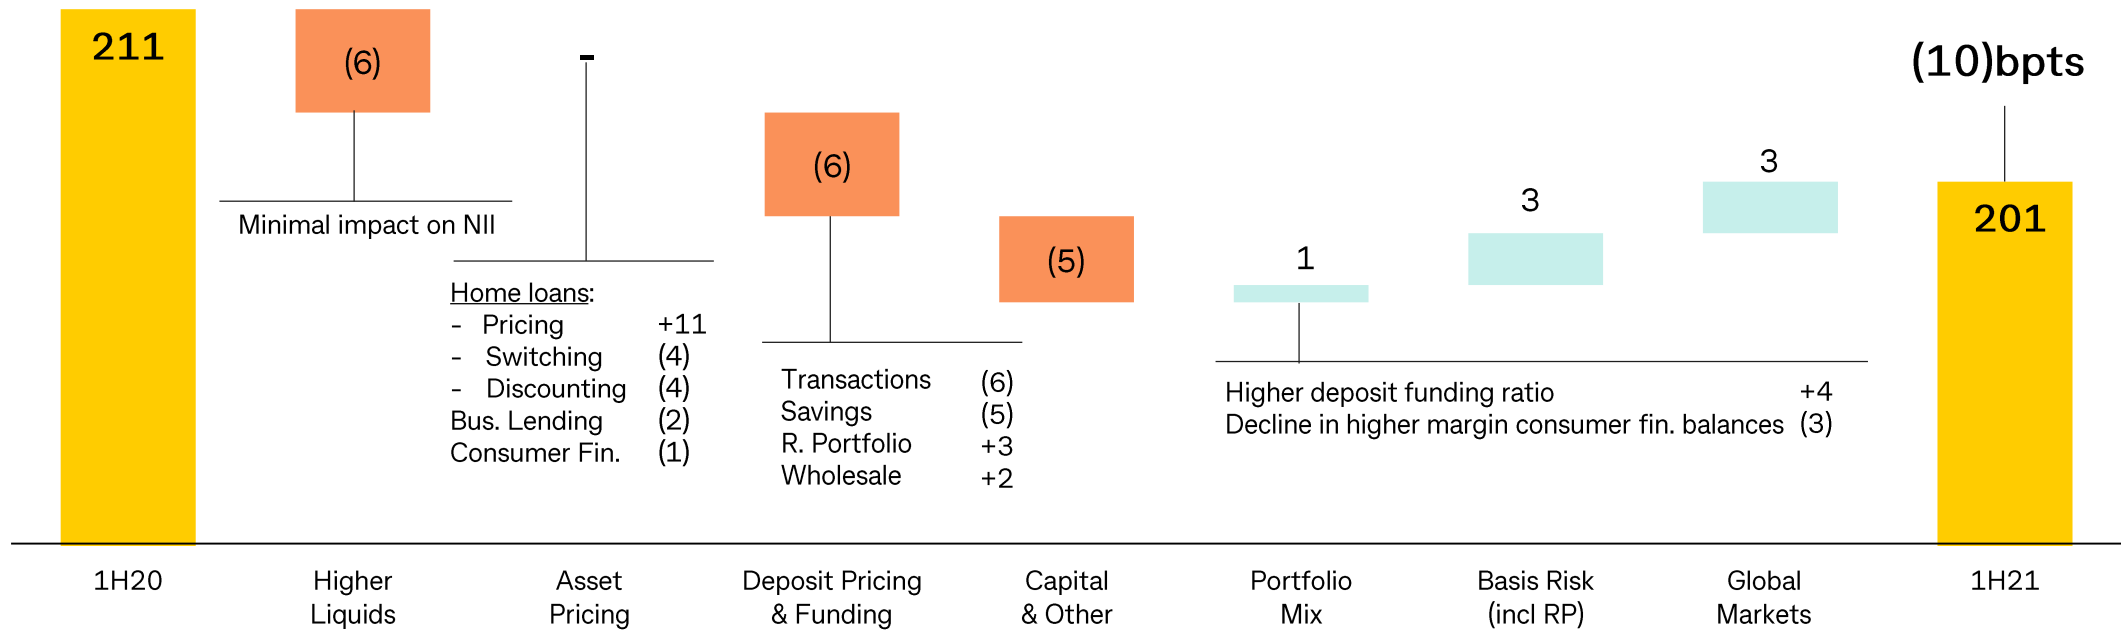 211
(6)
-
(6)
(5)
1
3
3
(10)bpts
201
Minimal impact on NII
Home loans:
- Pricing +11
- Switching (4)
- Discounting (4)
Bus. Lending (2)
Consumer Fin. (1)
Transactions (6)
Savings (5)
R. Portfolio +3
Wholesale +2
Higher deposit funding ratio +4
Decline in higher margin consumer fin. balances (3)
1H20
Higher
Liquids
Asset
Pricing
Deposit Pricing
& Funding
Capital
& Other
Portfolio
Mix
Basis Risk
(incl RP)
Global
Markets
1H21